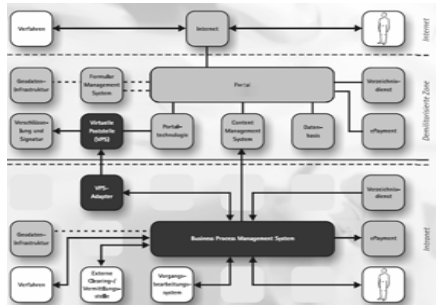 Verfahren
Internet
Internet
Geodaten-
Infrastruktur
Formular
Management
System
Portal
Verzeichnis-
dienst
Verschlüsse-
lung und
Signatur
Virtuelle
Poststelle
(VPS)
Portal-
technologie
Content
Management
System
Daten-
basis
ePayment
Demilitarisierte Zone
VPS-
Adapter
Verzeichnis-
dienst
Geodaten-
Infrastruktur
Business Process Management System
ePayment
Verfahren
Externe
Clearing-/
Vermittlungs-
stelle
Vorgangs-
bearbeitungs-
system
Intranet